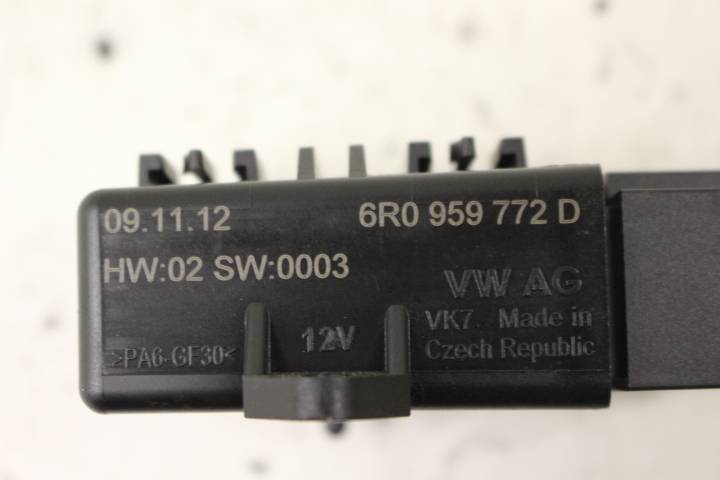 09.11.12 6R0 959 772 D
HW:02 SW:0003
VW AG
>PA6-GF30< 12V VK7. Made in
Czech Republic